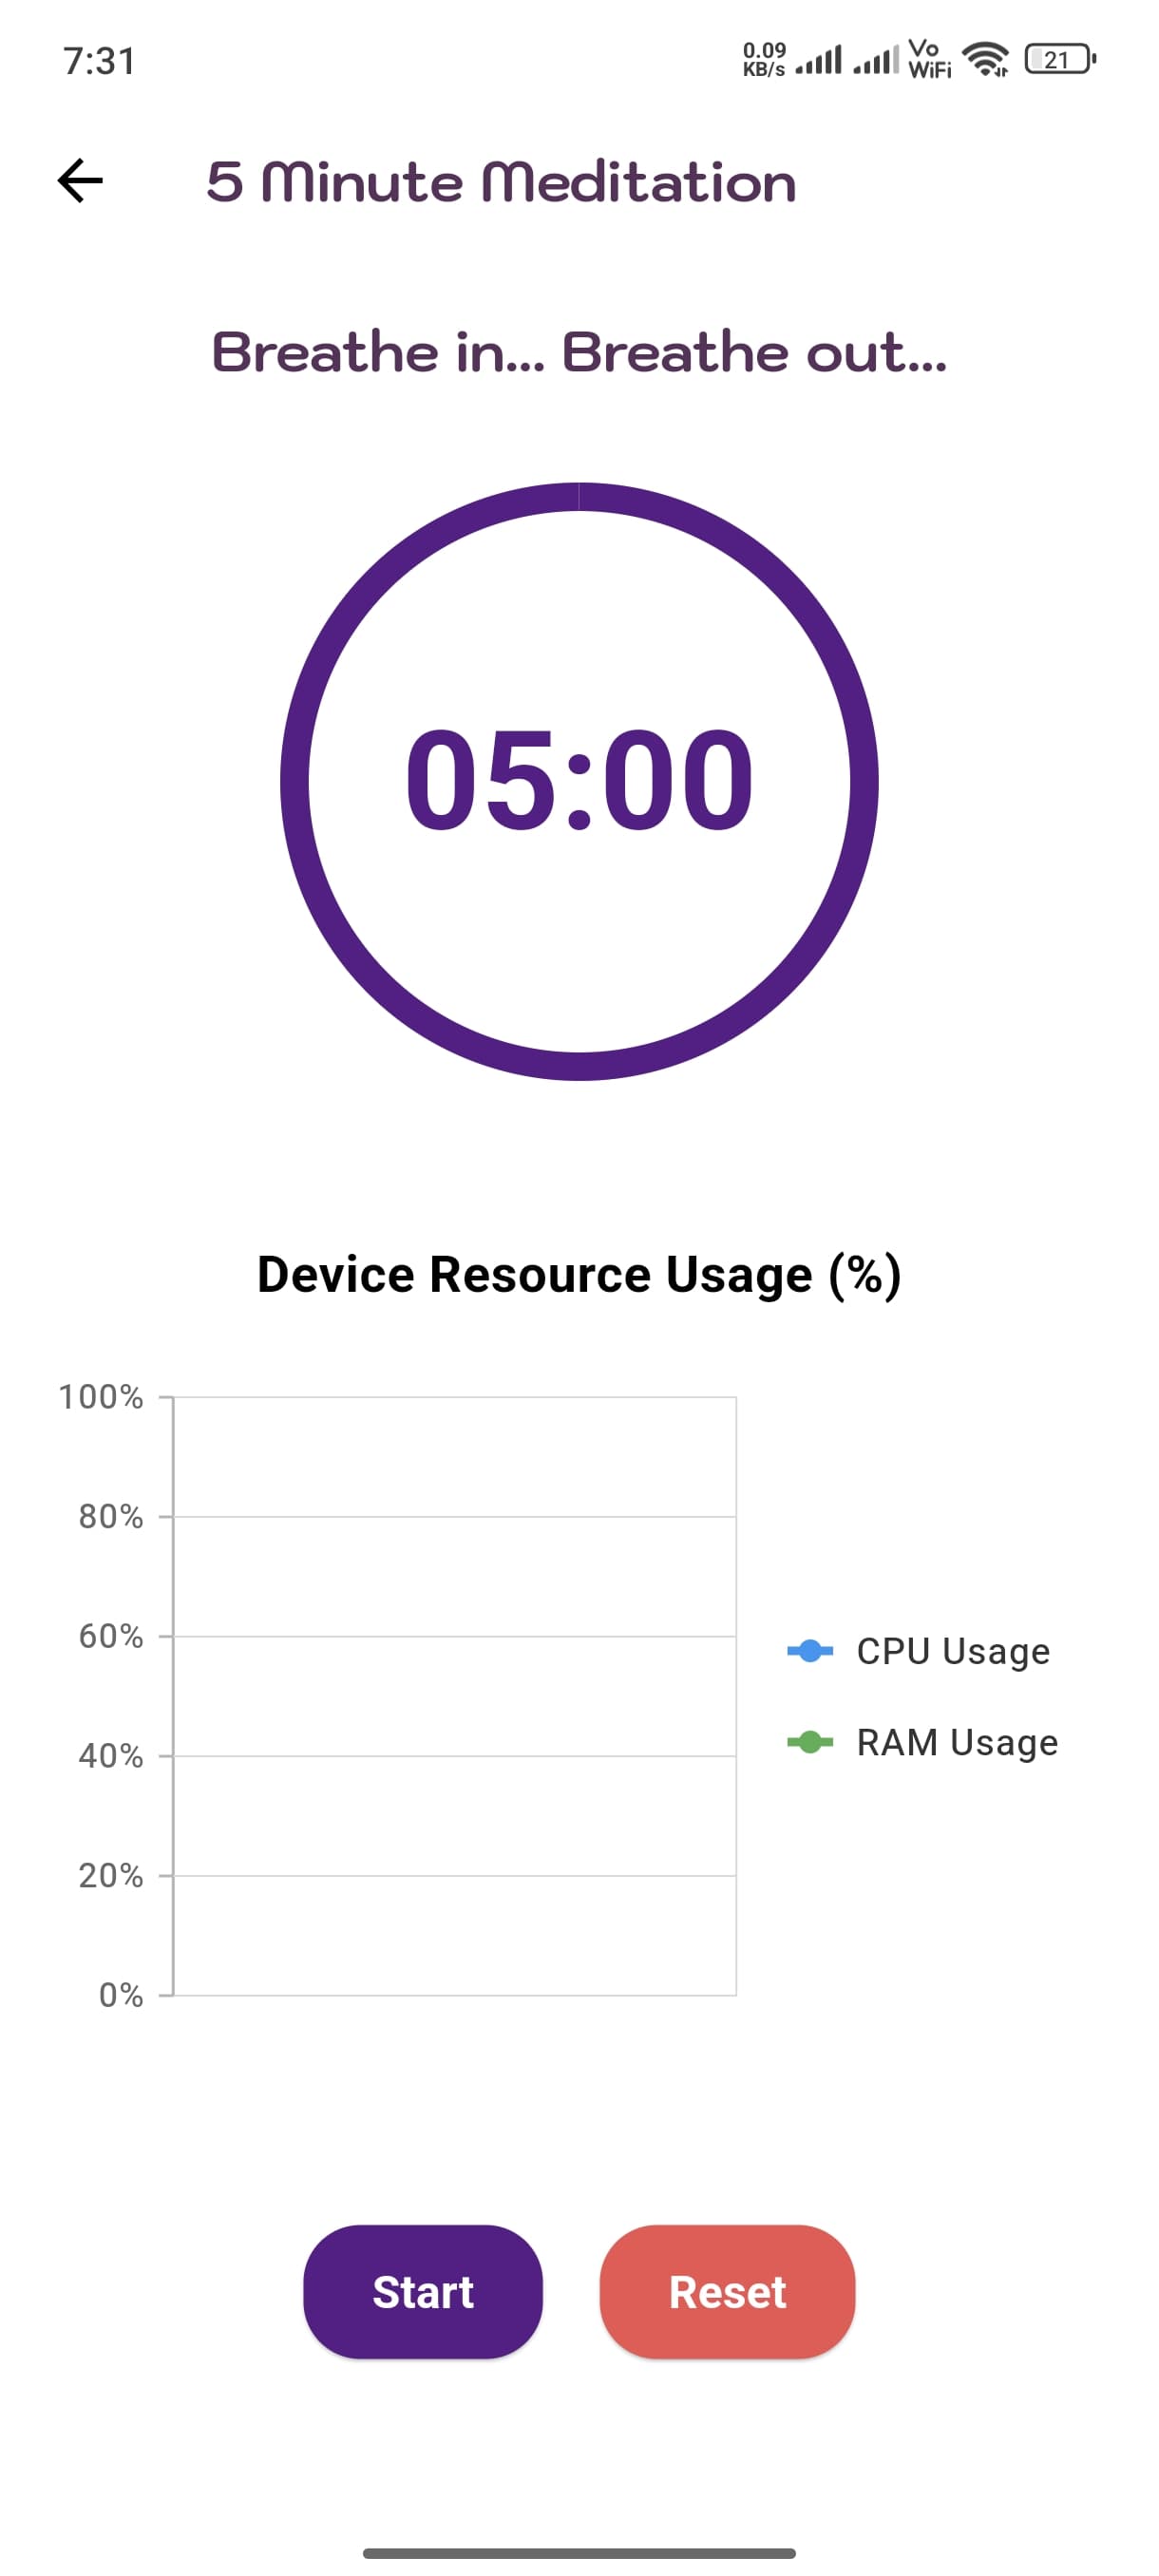 7:31
0.09
KB/s
Vo
WiFi
21
5 Minute Meditation
Breathe in... Breathe out...
05:00
Device Resource Usage (%)
100%
80%
60%
40%
20%
0%
CPU Usage
RAM Usage
Start
Reset